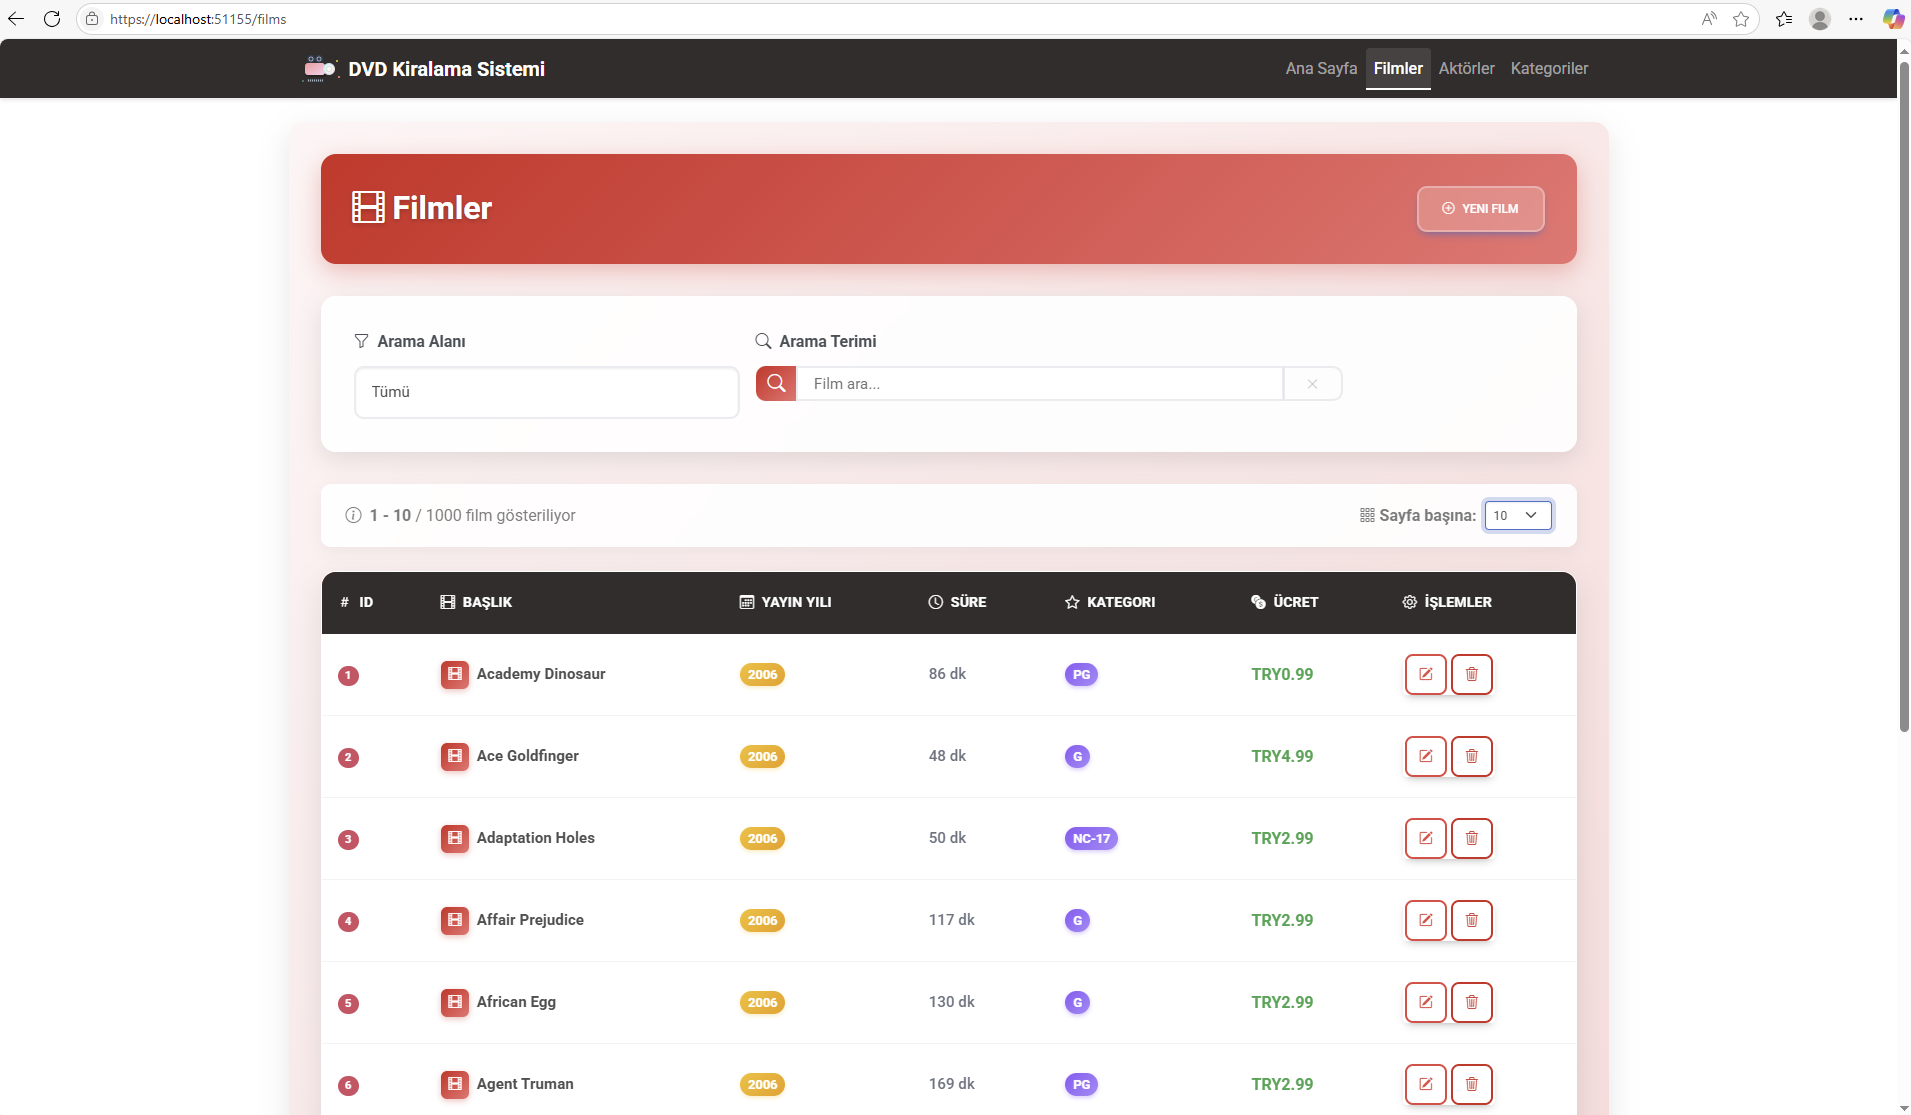 https://localhost:51155/films
DVD Kiralama Sistemi
Ana Sayfa Filmler Aktörler Kategoriler
Filmler
YENI FILM
Arama Alanı
Arama Terimi
Tümü
Film ara...
1 - 10 / 1000 film gösteriliyor
Sayfa başına: 10
# ID BAŞLIK YAYIN YILI SÜRE KATEGORI ÜCRET İŞLEMLER
1 Academy Dinosaur 2006 86 dk PG TRY0.99
2 Ace Goldfinger 2006 48 dk G TRY4.99
3 Adaptation Holes 2006 50 dk NC-17 TRY2.99
4 Affair Prejudice 2006 117 dk G TRY2.99
5 African Egg 2006 130 dk G TRY2.99
6 Agent Truman 2006 169 dk PG TRY2.99